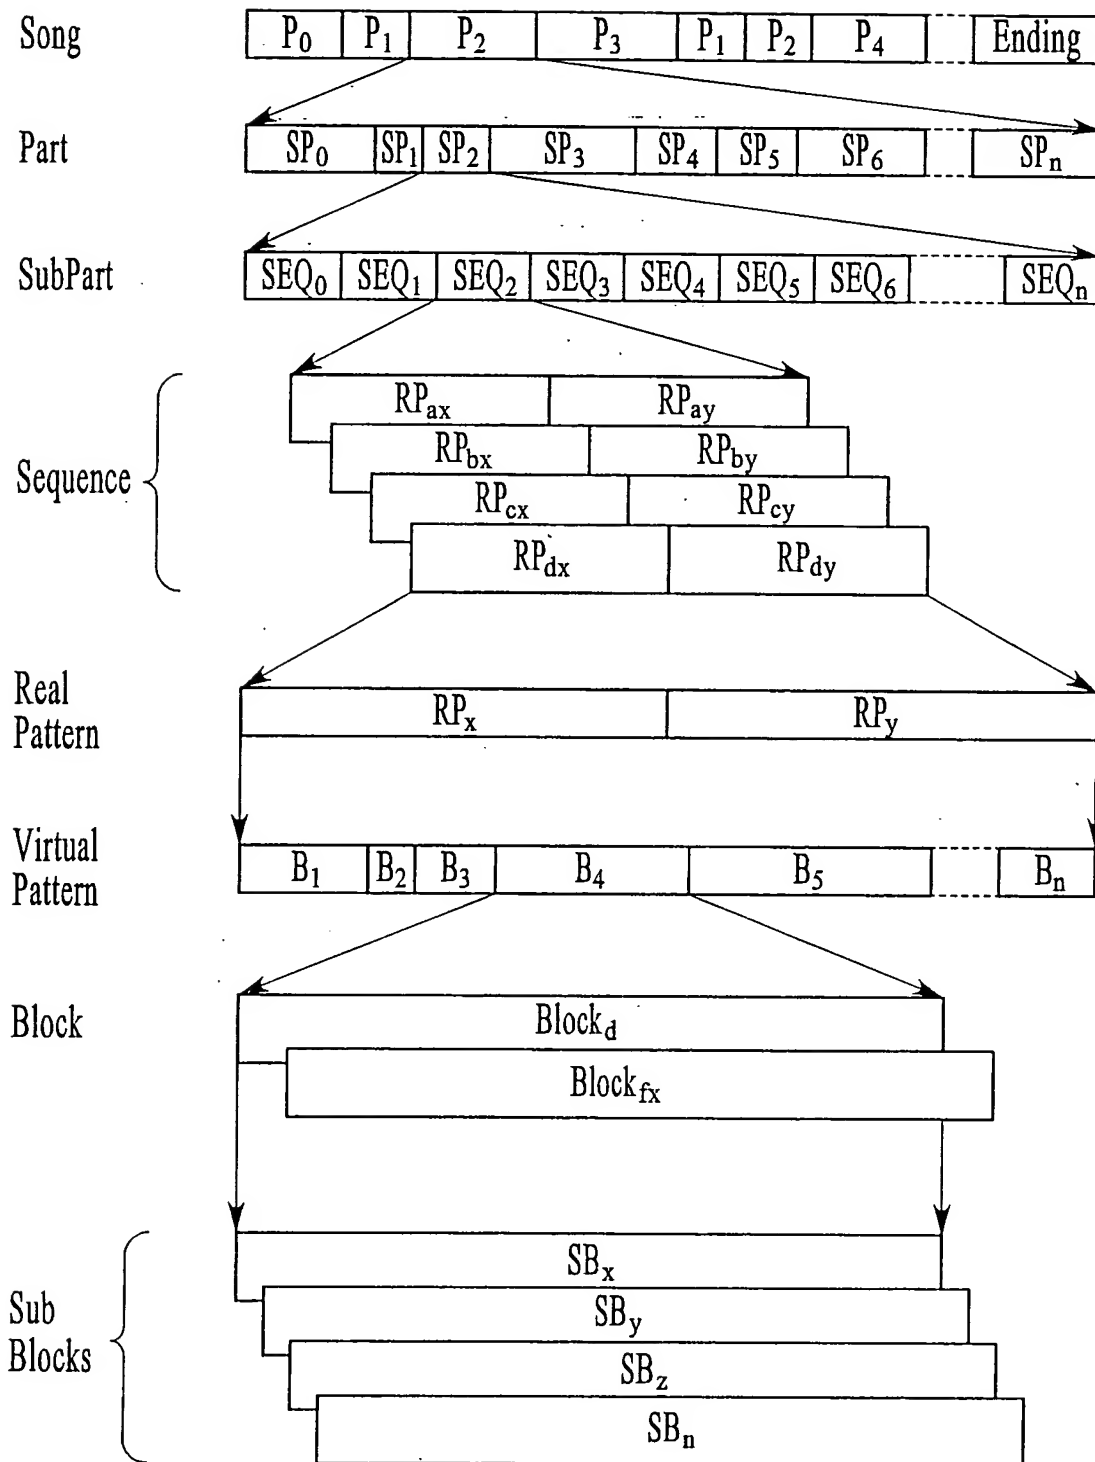 Song P₀ P₁ P₂ P₃ P₁ P₂ P₄ Ending
Part SP₀ SP₁ SP₂ SP₃ SP₄ SP₅ SP₆ SPₙ
SubPart SEQ₀ SEQ₁ SEQ₂ SEQ₃ SEQ₄ SEQ₅ SEQ₆ SEQₙ
Sequence
RPax RPay
RPbx RPby
RPcx RPcy
RPdx RPdy
Real
Pattern
RPx RPy
Virtual
Pattern
B₁ B₂ B₃ B₄ B₅ Bₙ
Block
Blockd
Blockfx
Sub
Blocks
SBx
SBy
SBz
SBn